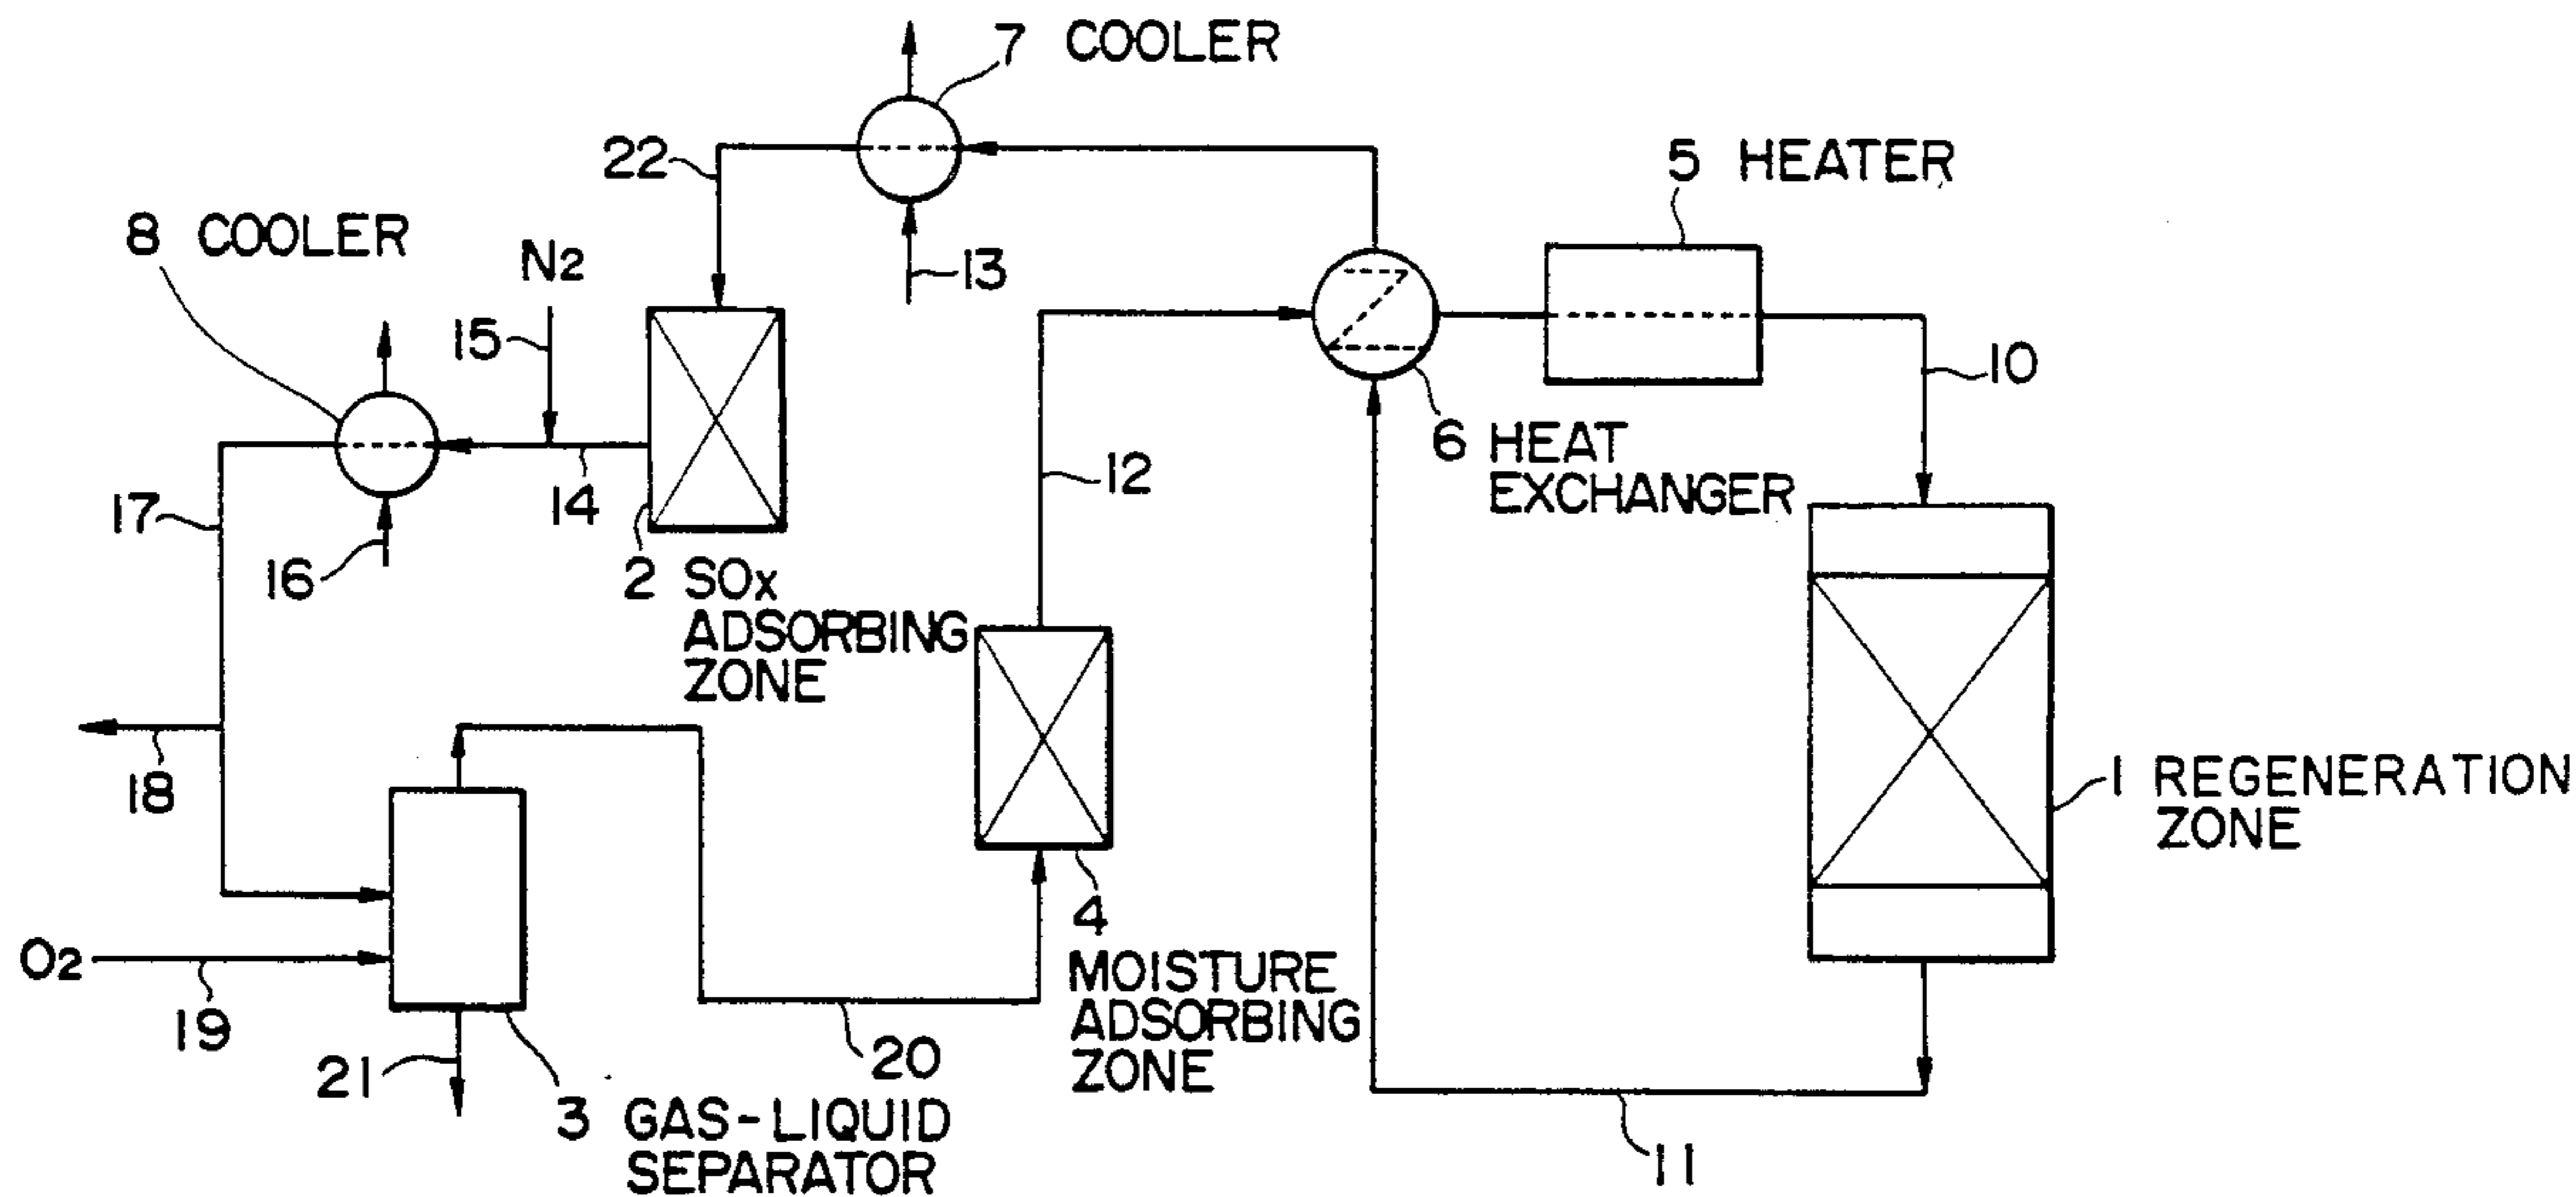 7 COOLER
22
5 HEATER
8 COOLER
N2
13
15
10
6 HEAT
EXCHANGER
12
14
17
16
2 SOx
ADSORBING
ZONE
18
1 REGENERATION
ZONE
4
MOISTURE
ADSORBING
ZONE
O2
19
20
21
3 GAS-LIQUID
SEPARATOR
11